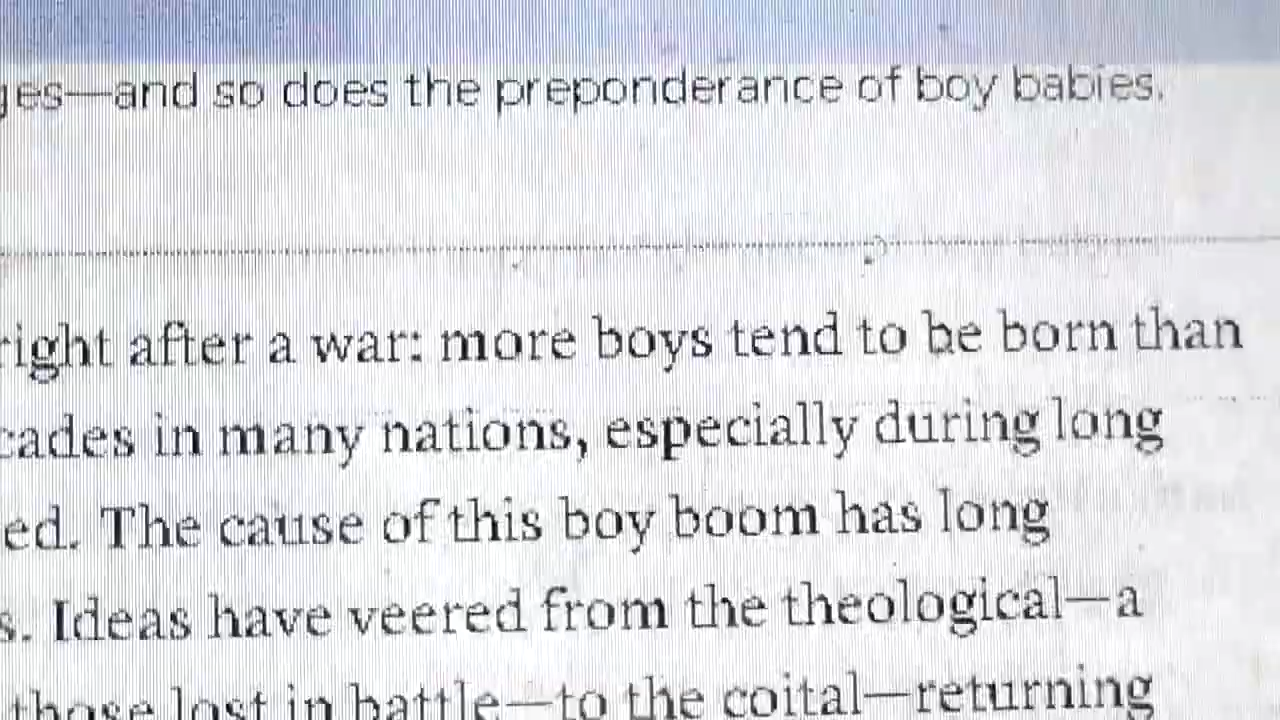 ges—and so does the preponderance of boy babies.
right after a war: more boys tend to be born than
cades in many nations, especially during long
ed. The cause of this boy boom has long
s. Ideas have veered from the theological—a
those lost in battle—to the coital—returning